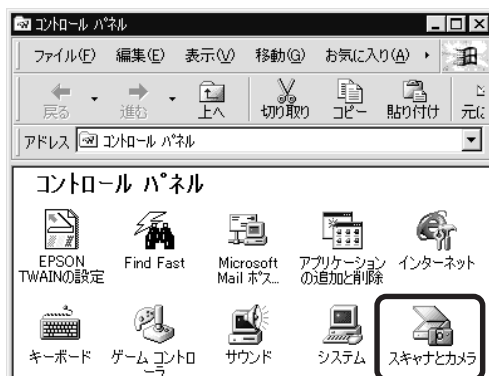 コントロール パネル
ファイル(F) 編集(E) 表示(V) 移動(G) お気に入り(A)
戻る 進む 上へ 切り取り コピー 貼り付け 元に
アドレス コントロール パネル
コントロール パネル
EPSON TWAINの設定
Find Fast
Microsoft Mail ポス...
アプリケーションの追加と削除
インターネット
キーボード
ゲーム コントローラ
サウンド
システム
スキャナとカメラ